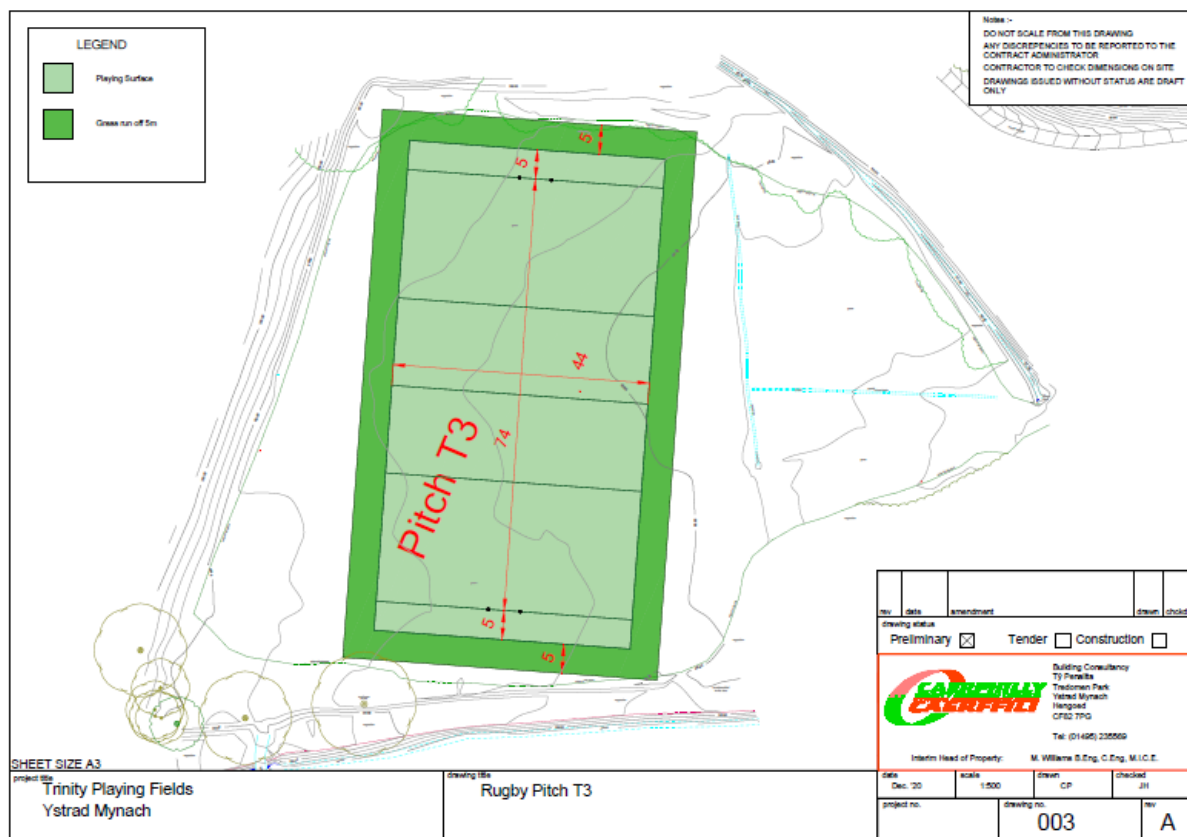 LEGEND
Playing Surface
Grass run off 5m
Notes :-
DO NOT SCALE FROM THIS DRAWING
ANY DISCREPENCIES TO BE REPORTED TO THE
CONTRACT ADMINISTRATOR
CONTRACTOR TO CHECK DIMENSIONS ON SITE
DRAWINGS ISSUED WITHOUT STATUS ARE DRAFT
ONLY
5
5
44
74
Pitch T3
5
5
rev date amendment drawn chckd
drawing status
Preliminary Tender Construction
CAERPHILLY
CAERFFILI
Building Consultancy
Tŷ Penallta
Tredomen Park
Ystrad Mynach
Hengoed
CF82 7PG
Tel: (01495) 235569
Interim Head of Property: M. Williams B.Eng, C.Eng, M.I.C.E.
date scale drawn checked
Dec. '20 1:500 CP JH
project no. drawing no. rev
003 A
SHEET SIZE A3
project title
Trinity Playing Fields
Ystrad Mynach
drawing title
Rugby Pitch T3